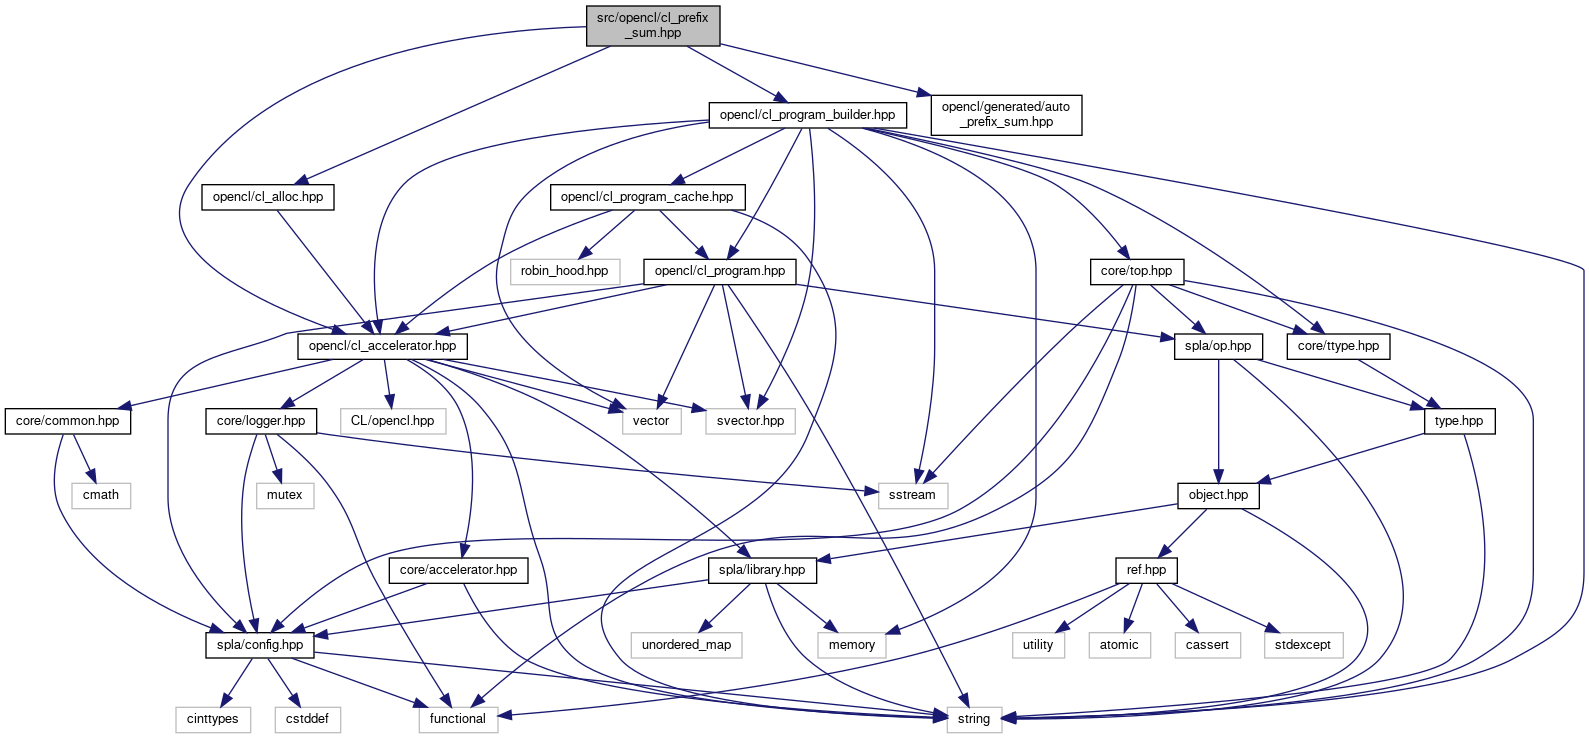 src/opencl/cl_prefix
_sum.hpp
opencl/cl_program_builder.hpp
opencl/generated/auto
_prefix_sum.hpp
opencl/cl_alloc.hpp
opencl/cl_program_cache.hpp
robin_hood.hpp
opencl/cl_program.hpp
core/top.hpp
opencl/cl_accelerator.hpp
spla/op.hpp
core/ttype.hpp
core/common.hpp
core/logger.hpp
CL/opencl.hpp
vector
svector.hpp
type.hpp
cmath
mutex
sstream
object.hpp
core/accelerator.hpp
spla/library.hpp
ref.hpp
spla/config.hpp
unordered_map
memory
utility
atomic
cassert
stdexcept
cinttypes
cstddef
functional
string